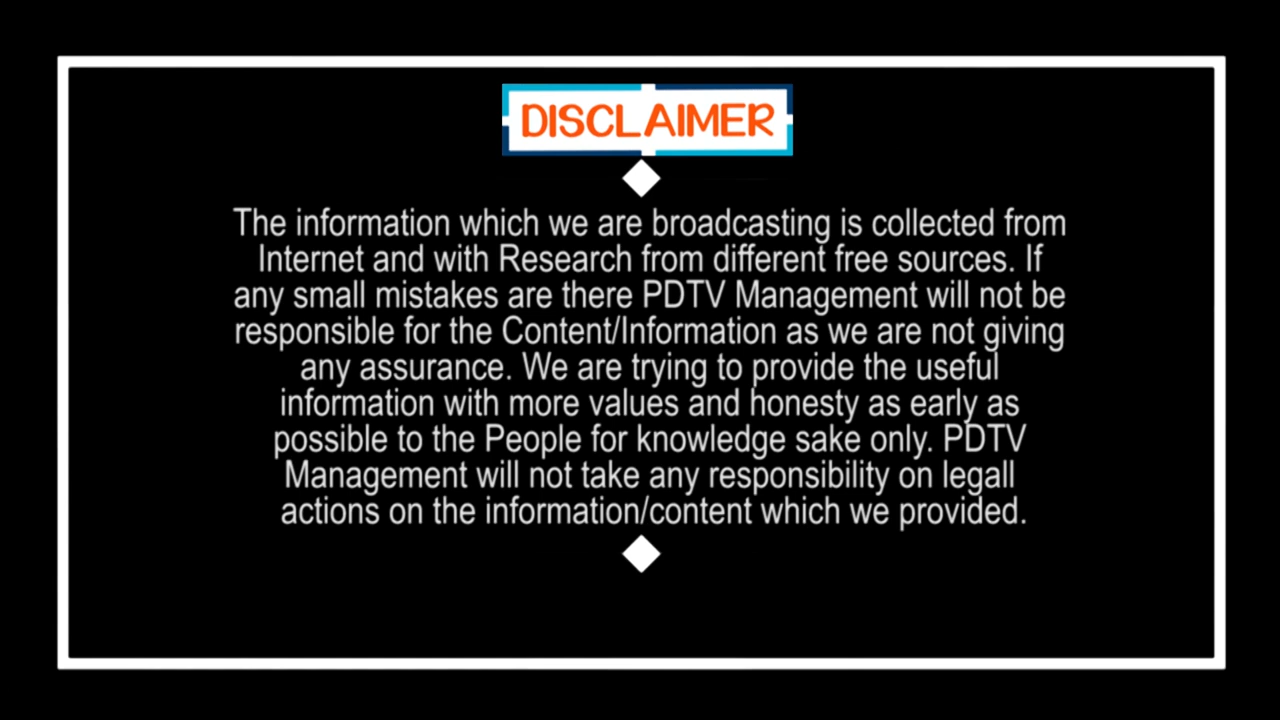 DISCLAIMER
The information which we are broadcasting is collected from
Internet and with Research from different free sources. If
any small mistakes are there PDTV Management will not be
responsible for the Content/Information as we are not giving
any assurance. We are trying to provide the useful
information with more values and honesty as early as
possible to the People for knowledge sake only. PDTV
Management will not take any responsibility on legall
actions on the information/content which we provided.